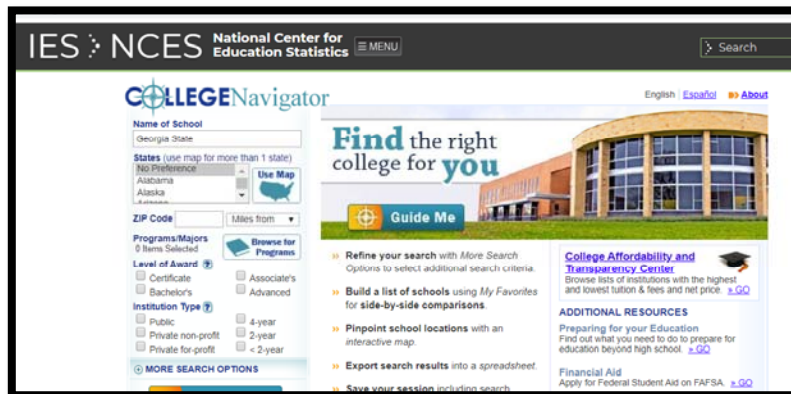 IES NCES National Center for
Education Statistics
≡ MENU
Search
COLLEGENavigator
English | Español About
Name of School
Georgia State
States (use map for more than 1 state)
No Preference
Alabama
Alaska
Use Map
ZIP Code Miles from
Programs/Majors
0 Items Selected
Browse for
Programs
Level of Award ?
Certificate Associate's
Bachelor's Advanced
Institution Type ?
Public 4-year
Private non-profit 2-year
Private for-profit < 2-year
MORE SEARCH OPTIONS
Find the right
college for you
Guide Me
» Refine your search with More Search
Options to select additional search criteria.
» Build a list of schools using My Favorites
for side-by-side comparisons.
» Pinpoint school locations with an
interactive map.
» Export search results into a spreadsheet.
» Save your session including search
College Affordability and
Transparency Center
Browse lists of institutions with the highest
and lowest tuition & fees and net price. » GO
ADDITIONAL RESOURCES
Preparing for your Education
Find out what you need to do to prepare for
education beyond high school. » GO
Financial Aid
Apply for Federal Student Aid on FAFSA. » GO